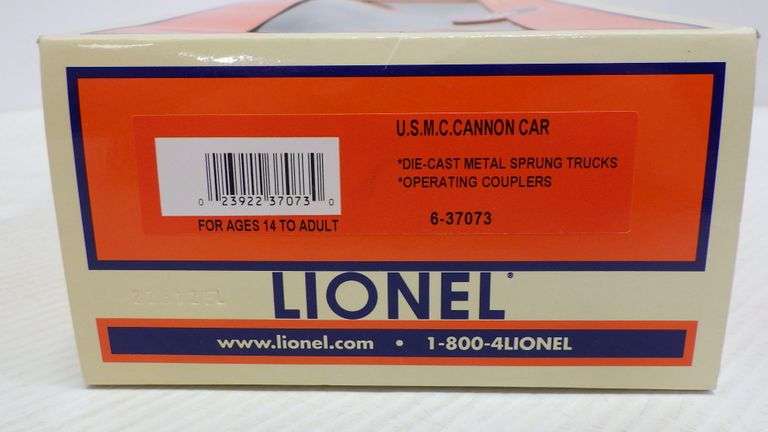 U.S.M.C.CANNON CAR
*DIE-CAST METAL SPRUNG TRUCKS
*OPERATING COUPLERS
6-37073
0 23922 37073 0
FOR AGES 14 TO ADULT
LIONEL
www.lionel.com • 1-800-4LIONEL